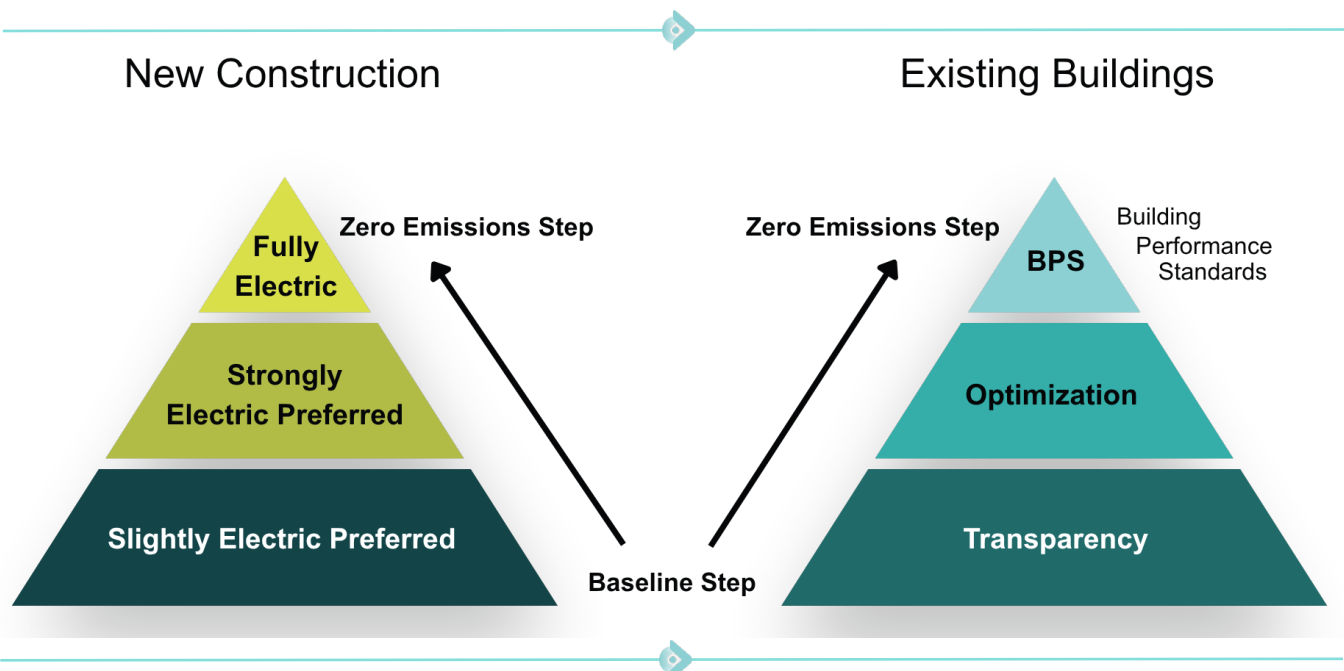 New Construction
Existing Buildings
Fully
Electric
Zero Emissions Step
Strongly
Electric Preferred
Slightly Electric Preferred
Baseline Step
Zero Emissions Step
BPS
Building
Performance
Standards
Optimization
Transparency